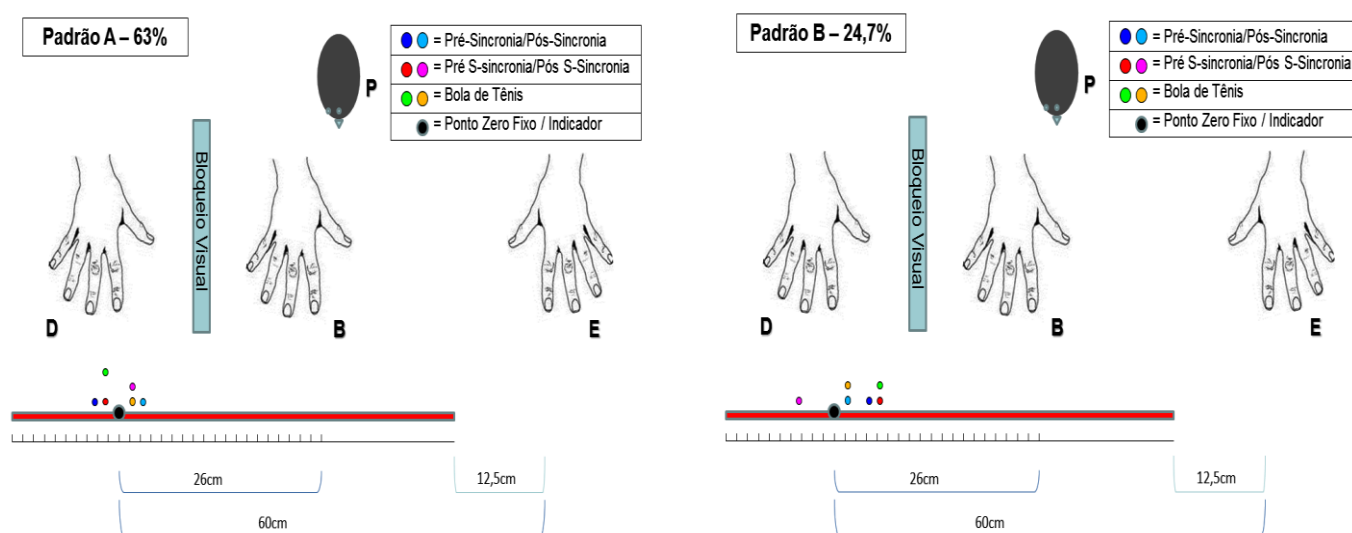 Padrão A – 63%
= Pré-Sincronia/Pós-Sincronia
= Pré S-sincronia/Pós S-Sincronia
= Bola de Tênis
= Ponto Zero Fixo / Indicador
P
Bloqueio Visual
D
B
E
26cm
12,5cm
60cm
Padrão B – 24,7%
= Pré-Sincronia/Pós-Sincronia
= Pré S-sincronia/Pós S-Sincronia
= Bola de Tênis
= Ponto Zero Fixo / Indicador
P
Bloqueio Visual
D
B
E
26cm
12,5cm
60cm